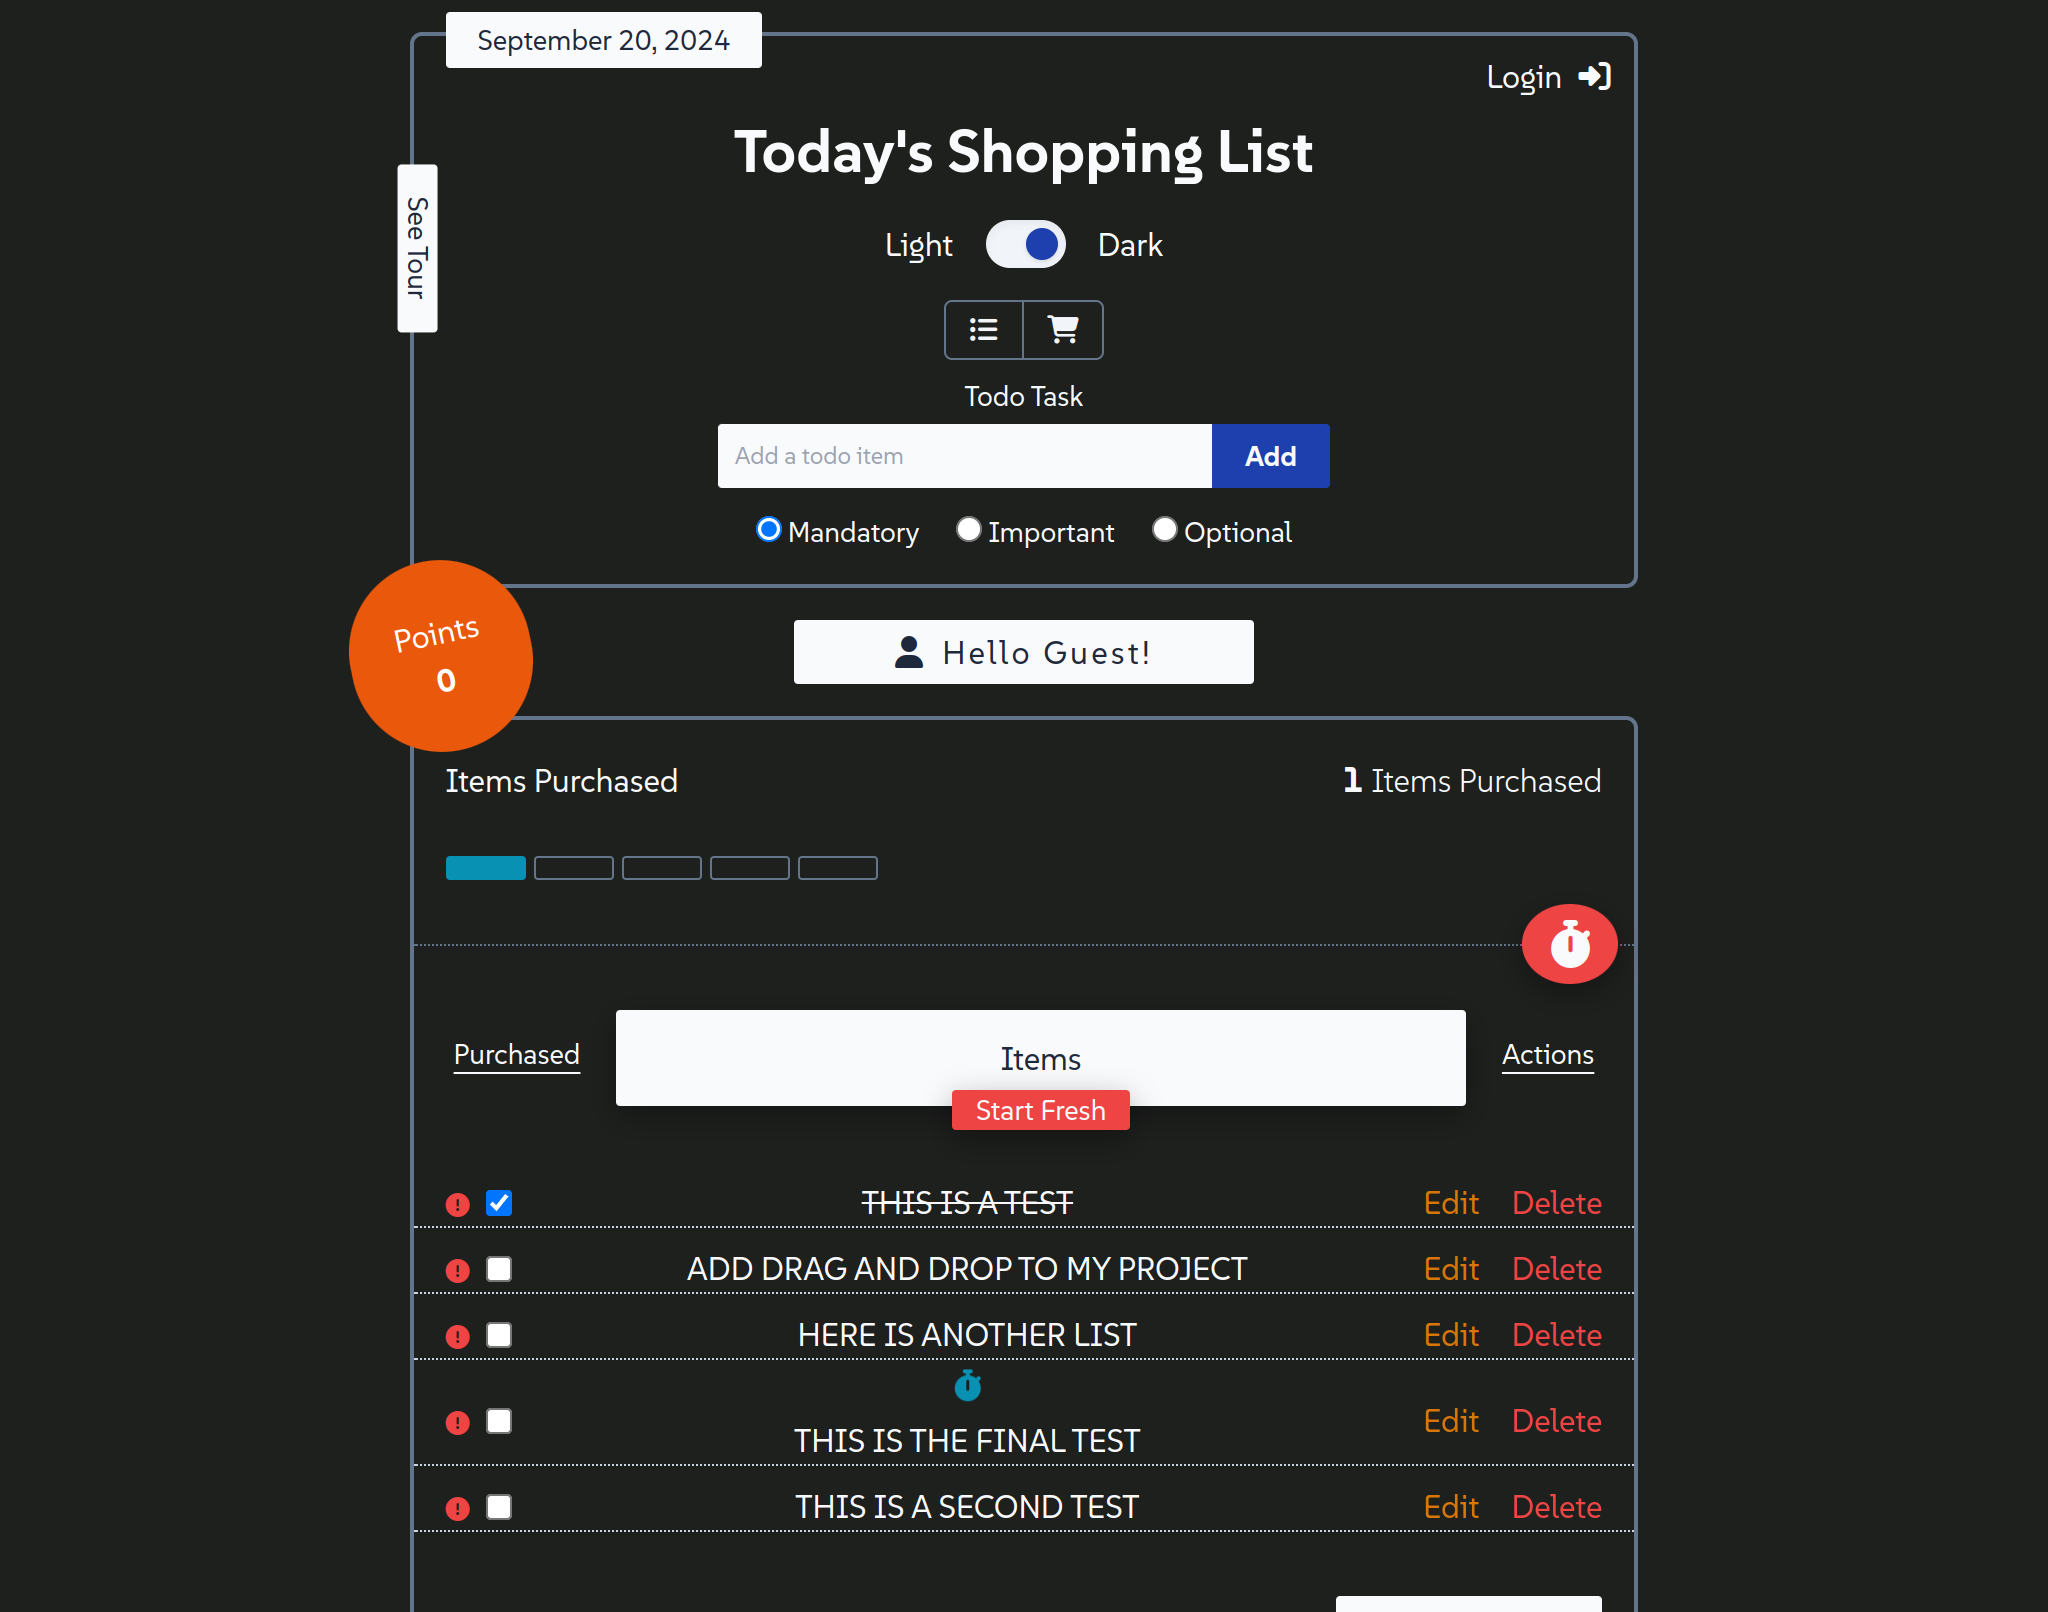 September 20, 2024
Login
Today's Shopping List
See Tour
Light Dark
Todo Task
Add a todo item Add
Mandatory Important Optional
Points
0
Hello Guest!
Items Purchased 1 Items Purchased
Purchased Items Actions
Start Fresh
THIS IS A TEST Edit Delete
ADD DRAG AND DROP TO MY PROJECT Edit Delete
HERE IS ANOTHER LIST Edit Delete
THIS IS THE FINAL TEST Edit Delete
THIS IS A SECOND TEST Edit Delete